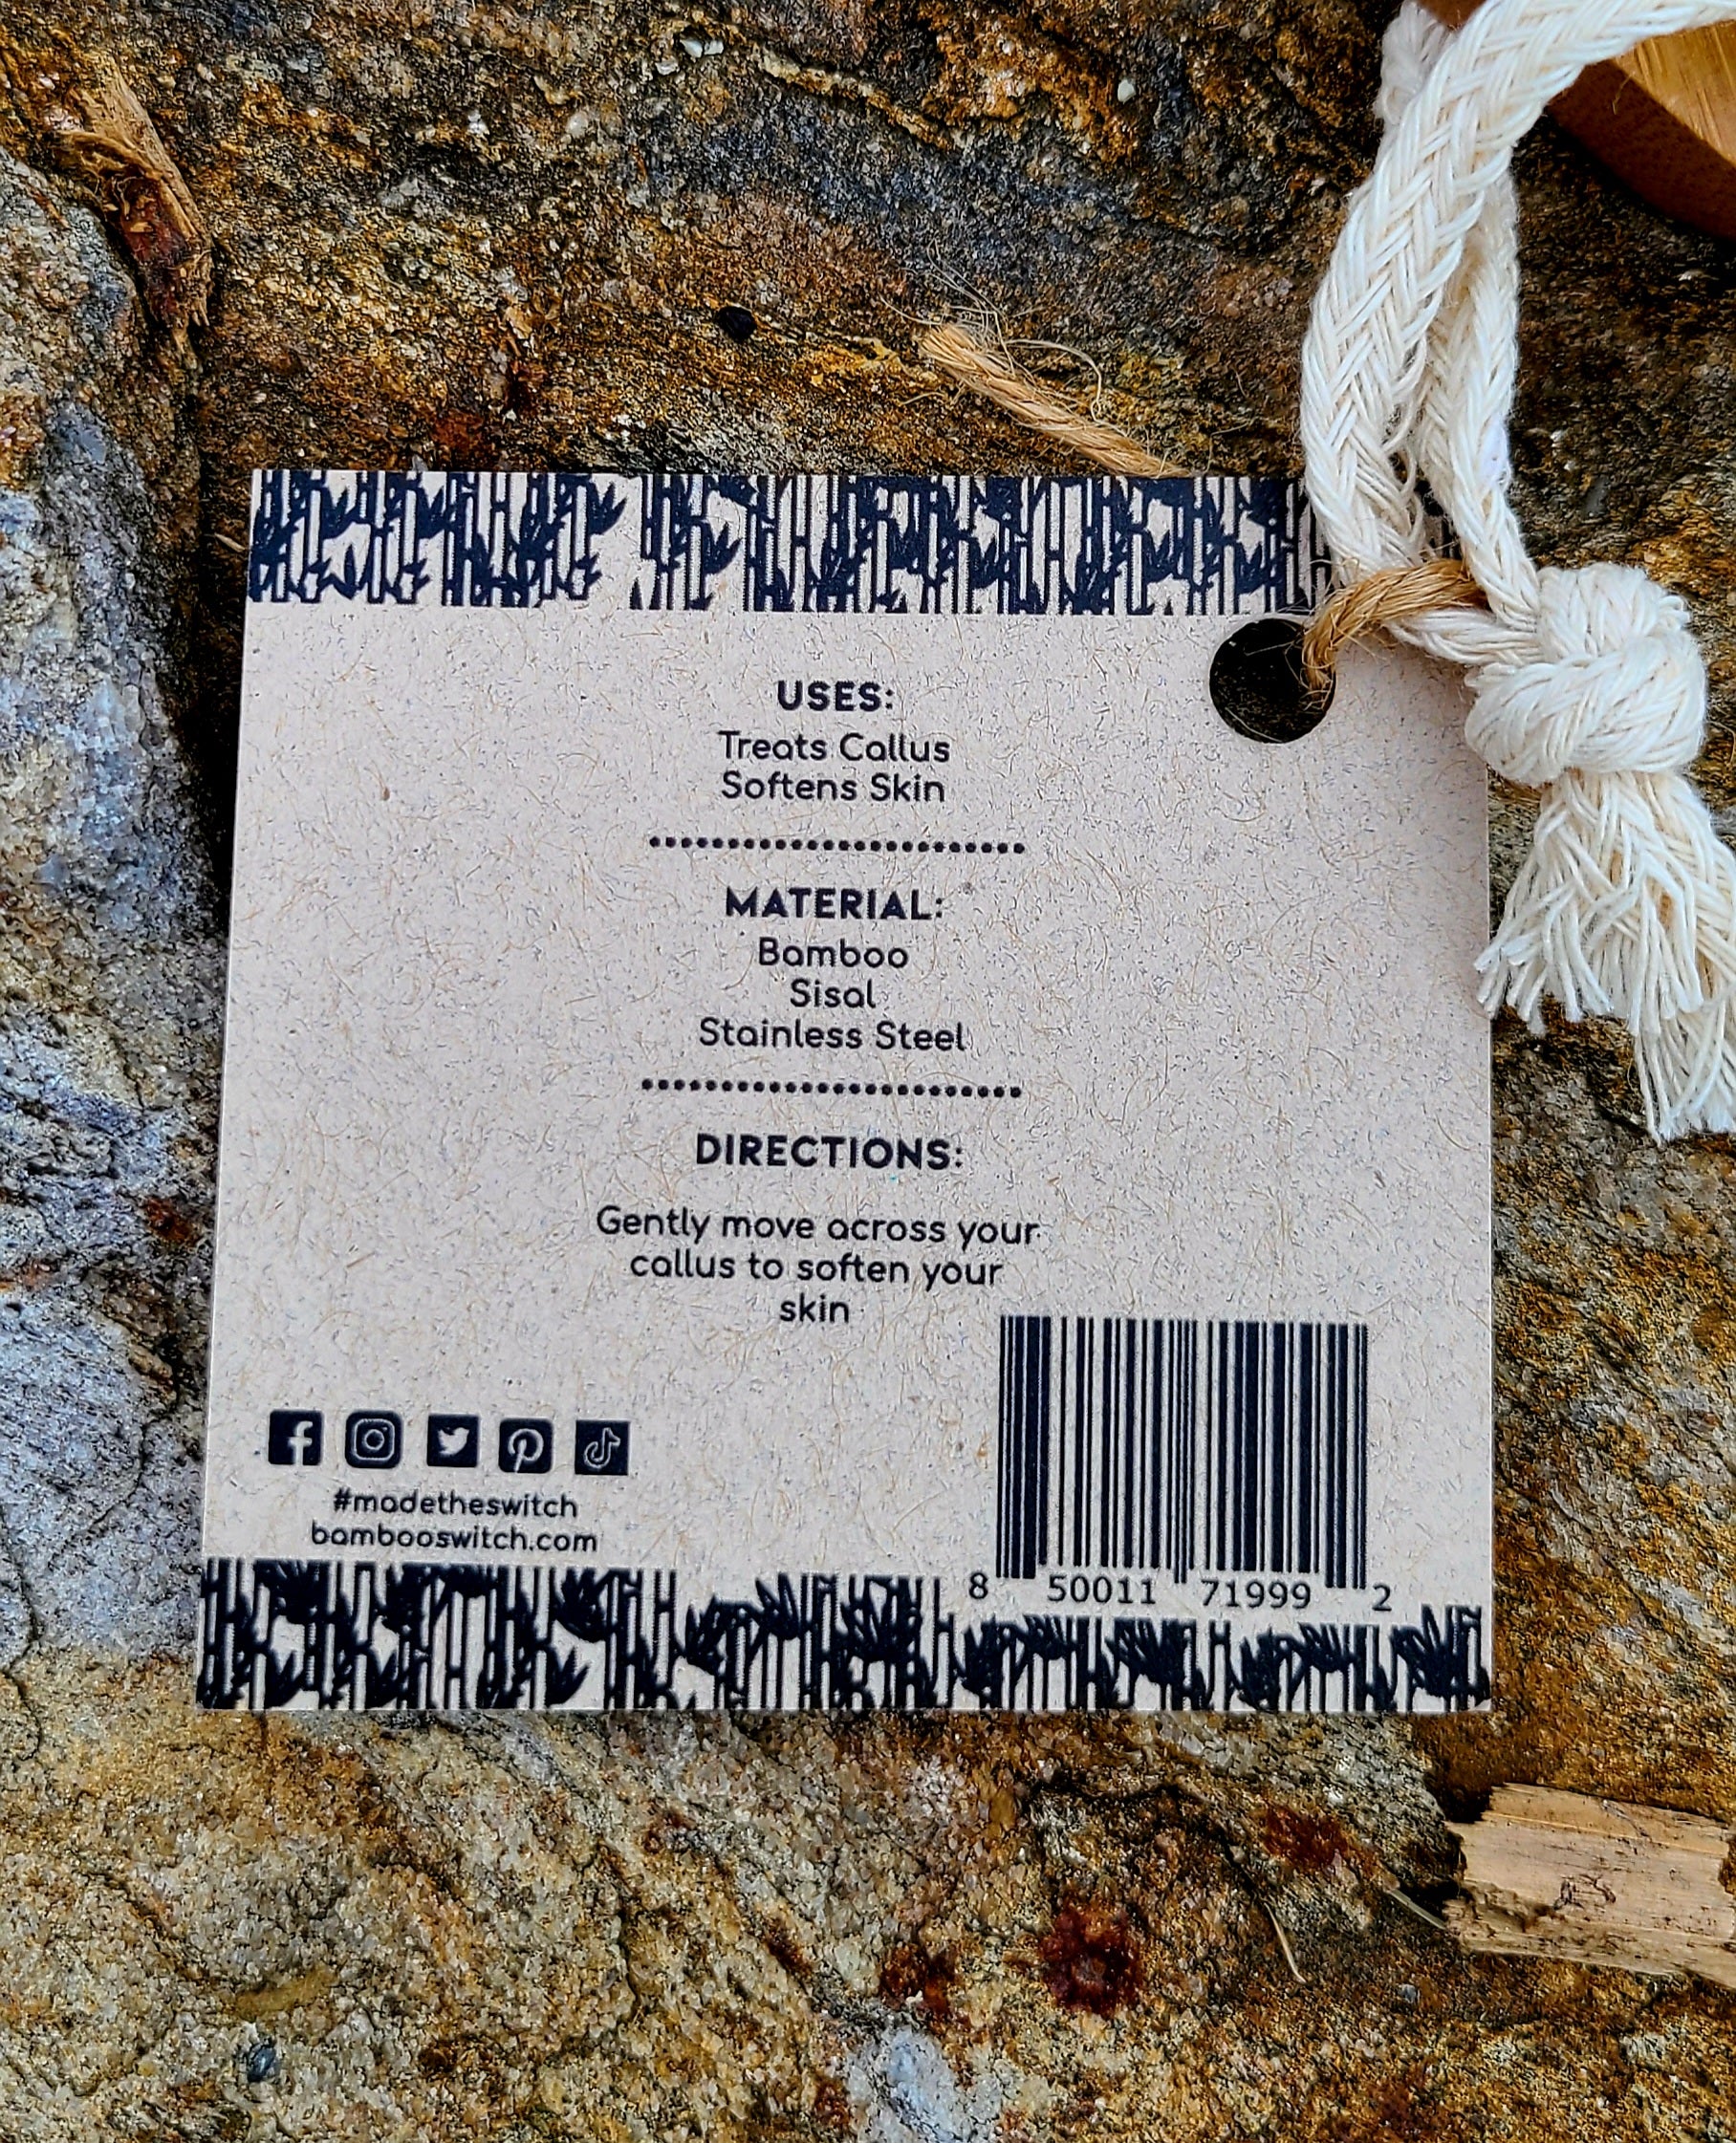 USES:
Treats Callus
Softens Skin
MATERIAL:
Bamboo
Sisal
Stainless Steel
DIRECTIONS:
Gently move across your
callus to soften your
skin
#madetheswitch
bambooswitch.com
8 50011 71999 2